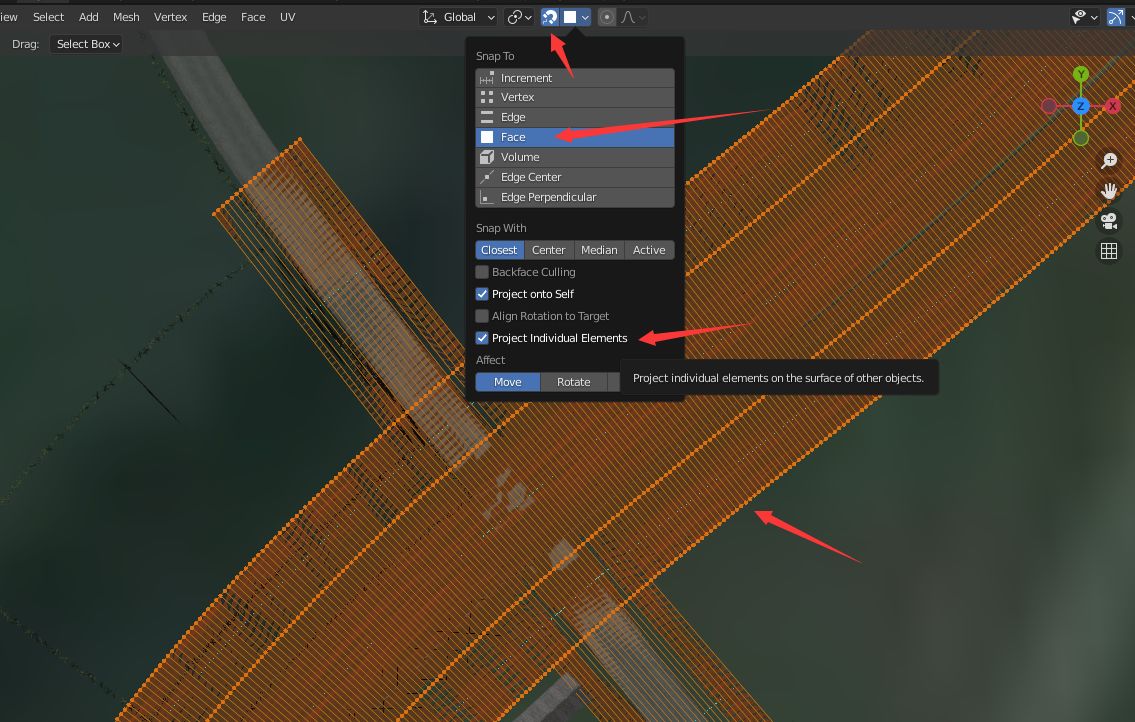 iew Select Add Mesh Vertex Edge Face UV Global
Drag: Select Box
Snap To
Increment
Vertex
Edge
Face
Volume
Edge Center
Edge Perpendicular
Snap With
Closest Center Median Active
Backface Culling
Project onto Self
Align Rotation to Target
Project Individual Elements
Affect
Move Rotate
Project individual elements on the surface of other objects.
Y
Z X